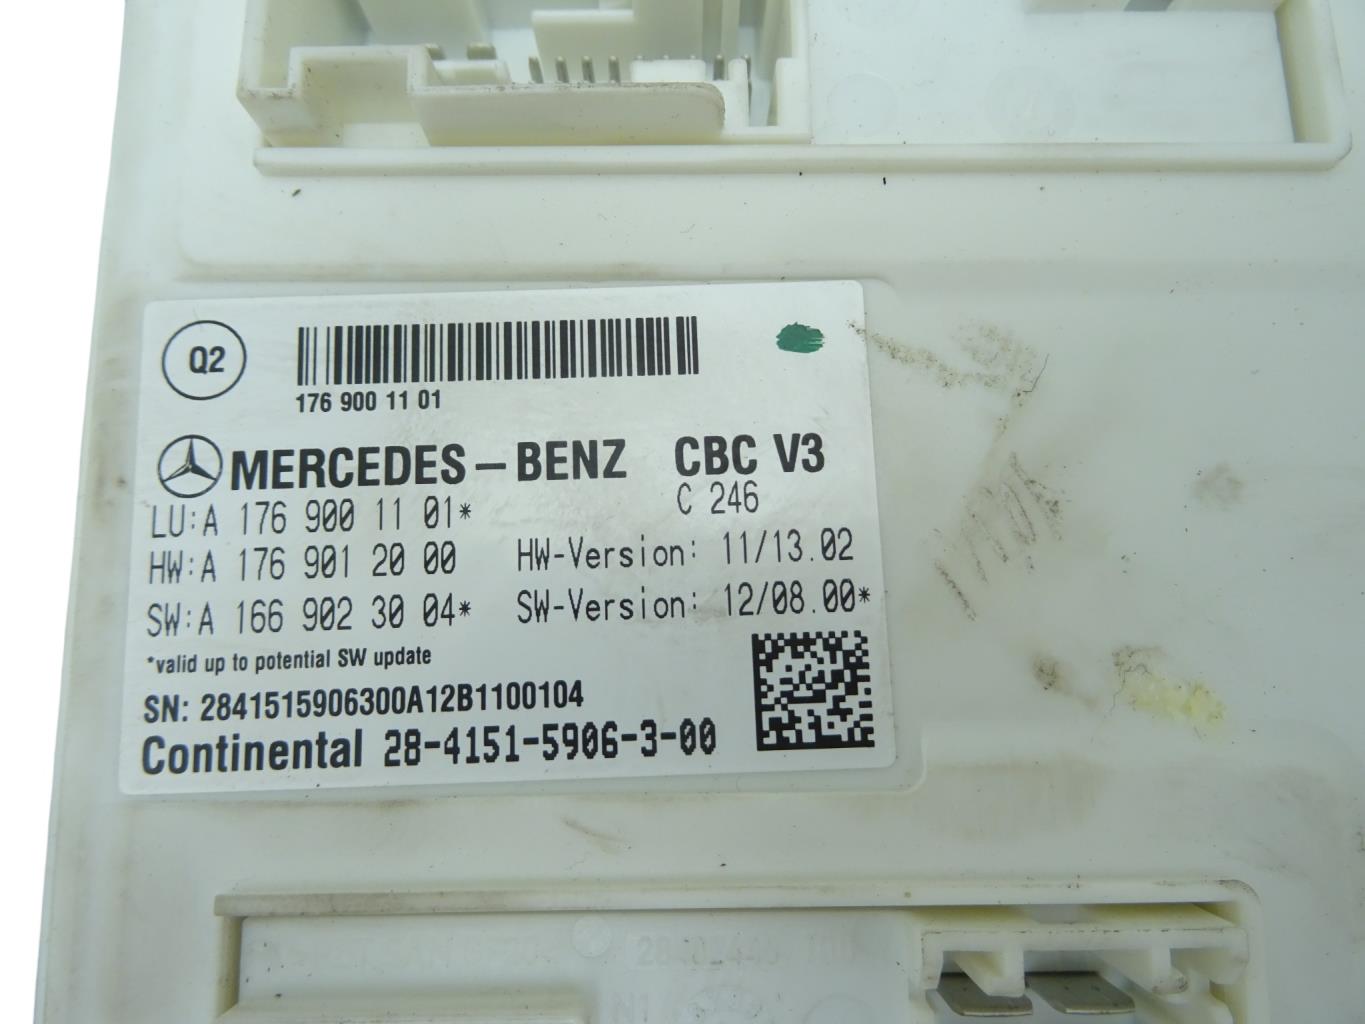 Q2
176 900 11 01
MERCEDES-BENZ CBC V3
C 246
LU:A 176 900 11 01*
HW:A 176 901 20 00 HW-Version: 11/13.02
SW:A 166 902 30 04* SW-Version: 12/08.00*
*valid up to potential SW update
SN: 2841515906300A12B1100104
Continental 28-4151-5906-3-00
N1